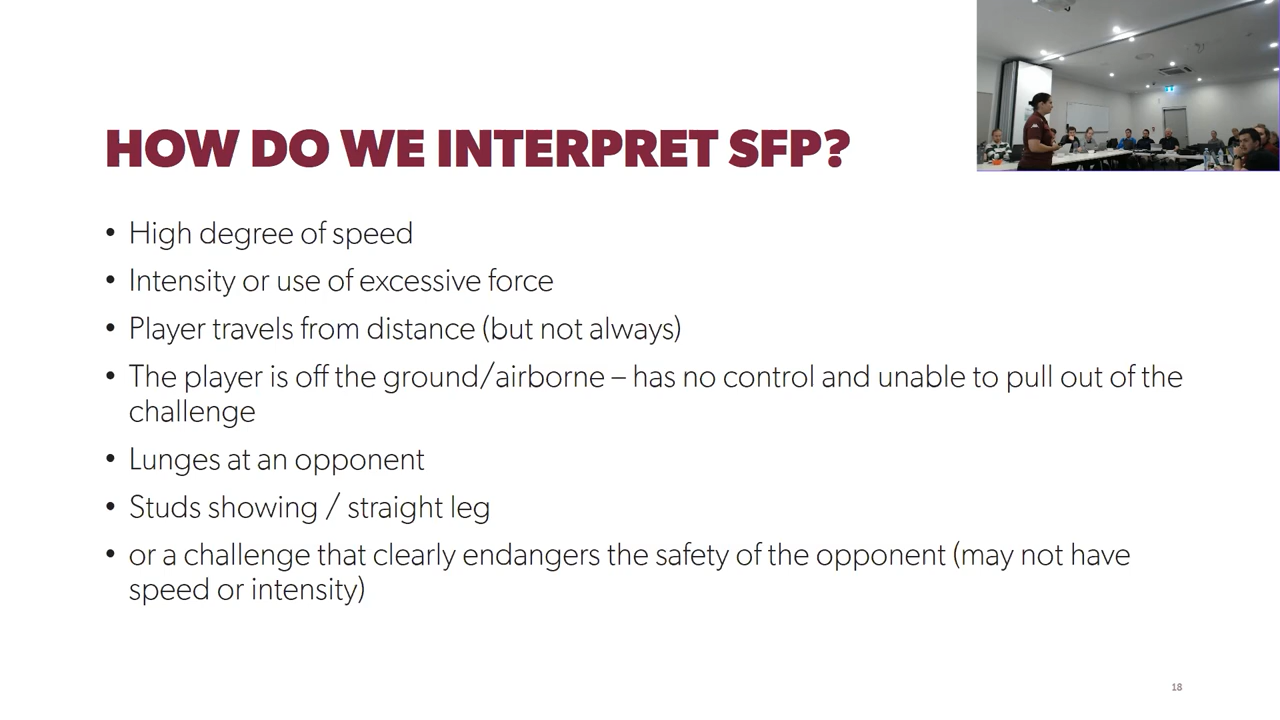 HOW DO WE INTERPRET SFP?
• High degree of speed
• Intensity or use of excessive force
• Player travels from distance (but not always)
• The player is off the ground/airborne – has no control and unable to pull out of the
challenge
• Lunges at an opponent
• Studs showing / straight leg
• or a challenge that clearly endangers the safety of the opponent (may not have
speed or intensity)
18